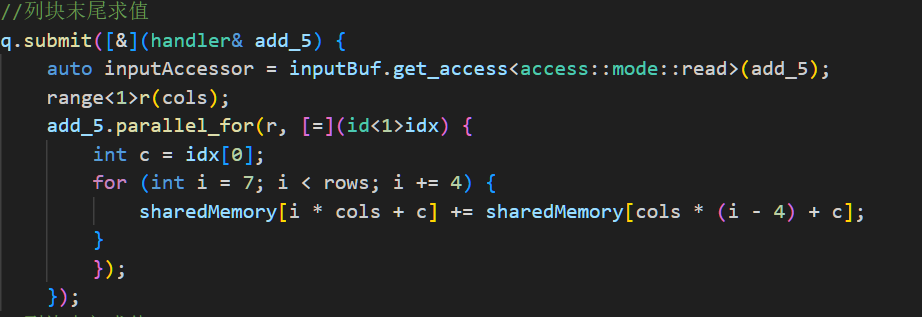 //列块末尾求值
q.submit([&](handler& add_5) {
    auto inputAccessor = inputBuf.get_access<access::mode::read>(add_5);
    range<1>r(cols);
    add_5.parallel_for(r, [=](id<1>idx) {
        int c = idx[0];
        for (int i = 7; i < rows; i += 4) {
            sharedMemory[i * cols + c] += sharedMemory[cols * (i - 4) + c];
        }
        });
    });